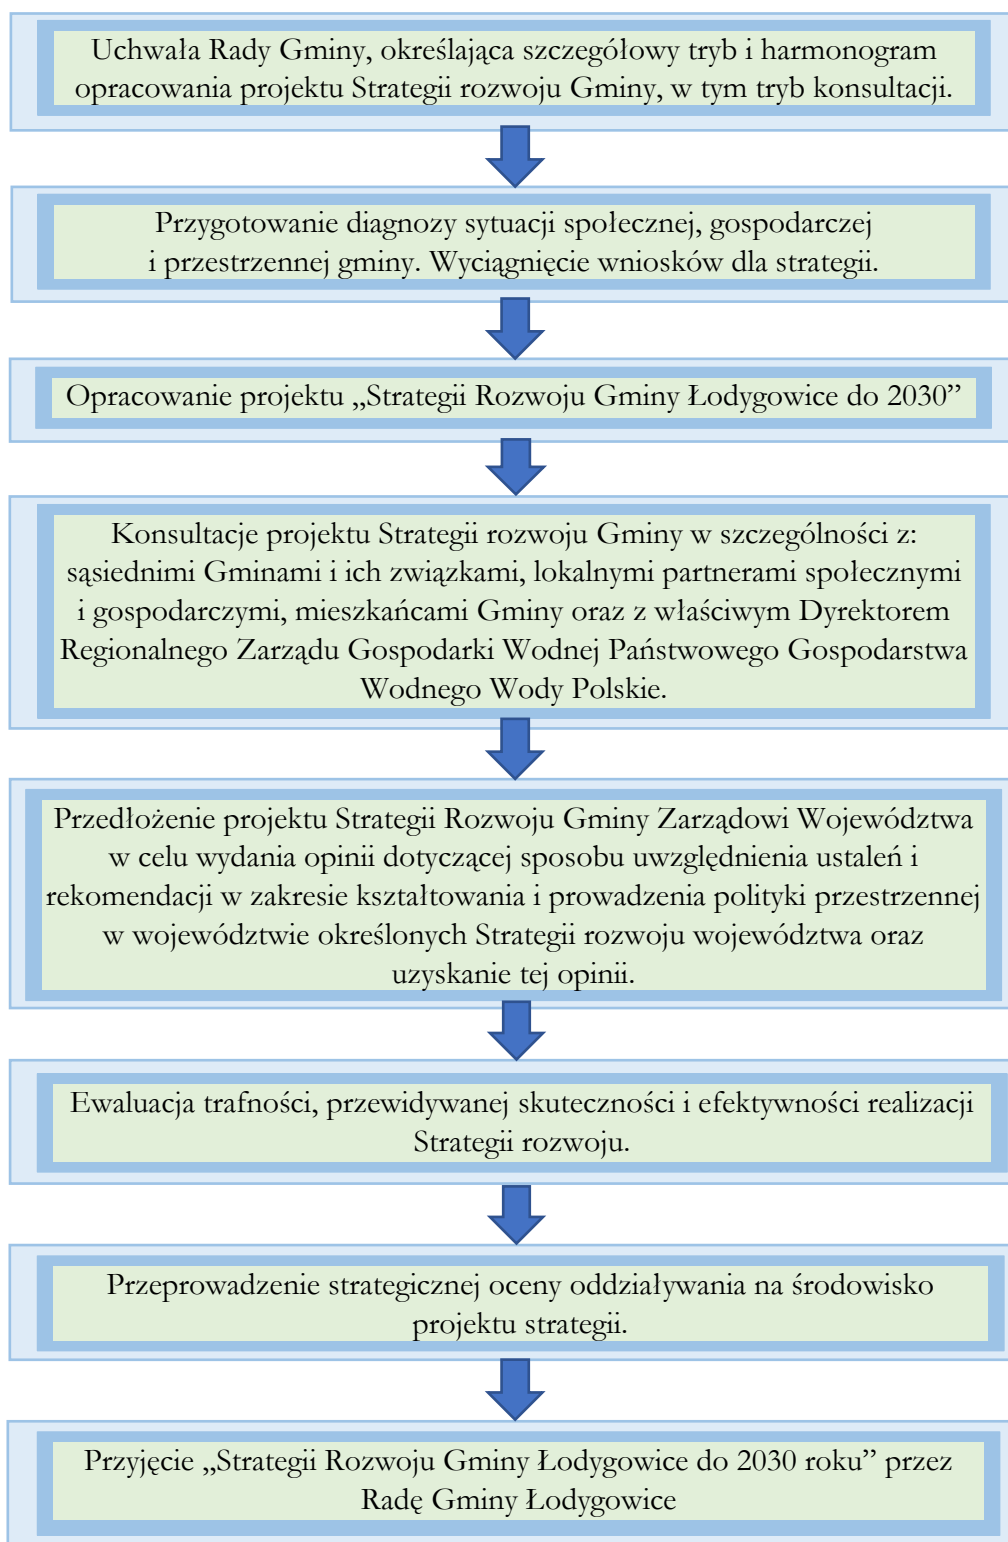 Uchwała Rady Gminy, określająca szczegółowy tryb i harmonogram
opracowania projektu Strategii rozwoju Gminy, w tym tryb konsultacji.
Przygotowanie diagnozy sytuacji społecznej, gospodarczej
i przestrzennej gminy. Wyciągnięcie wniosków dla strategii.
Opracowanie projektu „Strategii Rozwoju Gminy Łodygowice do 2030”
Konsultacje projektu Strategii rozwoju Gminy w szczególności z:
sąsiednimi Gminami i ich związkami, lokalnymi partnerami społecznymi
i gospodarczymi, mieszkańcami Gminy oraz z właściwym Dyrektorem
Regionalnego Zarządu Gospodarki Wodnej Państwowego Gospodarstwa
Wodnego Wody Polskie.
Przedłożenie projektu Strategii Rozwoju Gminy Zarządowi Województwa
w celu wydania opinii dotyczącej sposobu uwzględnienia ustaleń i
rekomendacji w zakresie kształtowania i prowadzenia polityki przestrzennej
w województwie określonych Strategii rozwoju województwa oraz
uzyskanie tej opinii.
Ewaluacja trafności, przewidywanej skuteczności i efektywności realizacji
Strategii rozwoju.
Przeprowadzenie strategicznej oceny oddziaływania na środowisko
projektu strategii.
Przyjęcie „Strategii Rozwoju Gminy Łodygowice do 2030 roku” przez
Radę Gminy Łodygowice